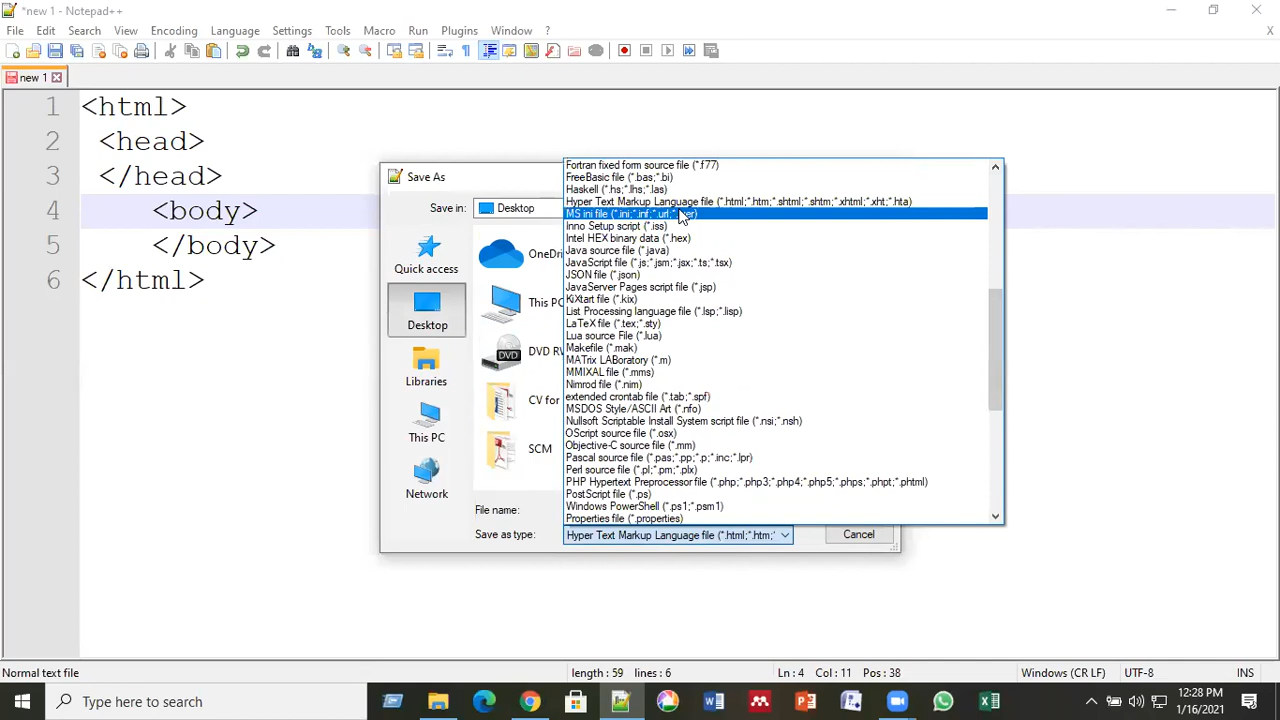 *new 1 - Notepad++
File Edit Search View Encoding Language Settings Tools Macro Run Plugins Window ?
X
new 1
1 <html>
2 <head>
3 </head>
4 <body>
5 </body>
6 </html>
Save As
Save in: Desktop
Quick access
Desktop
Libraries
This PC
Network
This PC
CV for
SCM
Fortran fixed form source file (*.f77)
FreeBasic file (*.bas;*.bi)
Haskell (*.hs;*.lhs;*.las)
Hyper Text Markup Language file (*.html;*.htm;*.shtml;*.shtm;*.xhtml;*.xht;*.hta)
MS ini file (*.ini;*.inf;*.url;
Inno Setup script (*.iss)
Intel HEX binary data (*.hex)
Java source file (*.java)
JavaScript file (*.js;*.jsm;*.jsx;*.ts;*.tsx)
JSON file (*.json)
JavaServer Pages script file (*.jsp)
KiXtart file (*.kix)
List Processing language file (*.lsp;*.lisp)
LaTeX file (*.tex;*.sty)
Lua source File (*.lua)
Makefile (*.mak)
MATrix LABoratory (*.m)
MMIXAL file (*.mms)
Nimrod file (*.nim)
extended crontab file (*.tab;*.spf)
MSDOS Style/ASCII Art (*.nfo)
Nullsoft Scriptable Install System script file (*.nsi;*.nsh)
OScript source file (*.osx)
Objective-C source file (*.mm)
Pascal source file (*.pas;*.pp;*.p;*.inc;*.lpr)
Perl source file (*.pl;*.pm;*.plx)
PHP Hypertext Preprocessor file (*.php;*.php3;*.php4;*.php5;*.phps;*.phpt;*.phtml)
PostScript file (*.ps)
Windows PowerShell (*.ps1;*.psm1)
Properties file (*.properties)
File name:
Save as type: Hyper Text Markup Language file (*.html;*.htm;* Cancel
Normal text file length : 59 lines : 6 Ln : 4 Col : 11 Pos : 38 Windows (CR LF) UTF-8 INS
Type here to search
12:28 PM
1/16/2021